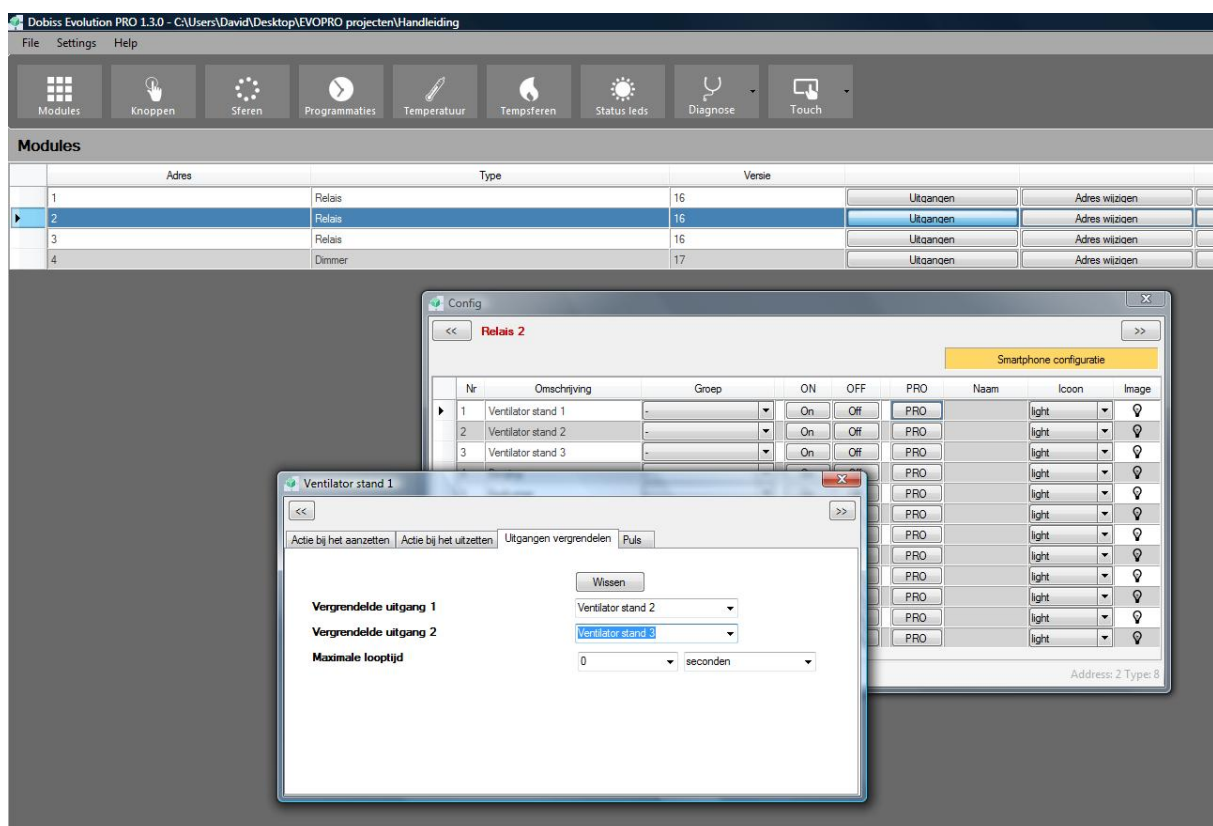 Dobiss Evolution PRO 1.3.0 - C:\Users\David\Desktop\EVOPRO projecten\Handleiding
File Settings Help
Modules Knoppen Sferen Programmaties Temperatuur Tempsferen Status leds Diagnose Touch
Modules
Adres Type Versie
1 Relais 16 Uitgangen Adres wijzigen
2 Relais 16 Uitgangen Adres wijzigen
3 Relais 16 Uitgangen Adres wijzigen
4 Dimmer 17 Uitgangen Adres wijzigen
Config
<< Relais 2 >>
Smartphone configuratie
Nr Omschrijving Groep ON OFF PRO Naam Icoon Image
1 Ventilator stand 1 - On Off PRO light
2 Ventilator stand 2 - On Off PRO light
3 Ventilator stand 3 - On Off PRO light
PRO light
PRO light
PRO light
PRO light
PRO light
PRO light
PRO light
PRO light
PRO light
Address: 2 Type: 8
Ventilator stand 1
<< >>
Actie bij het aanzetten Actie bij het uitzetten Uitgangen vergrendelen Puls
Wissen
Vergrendelde uitgang 1 Ventilator stand 2
Vergrendelde uitgang 2 Ventilator stand 3
Maximale looptijd 0 seconden